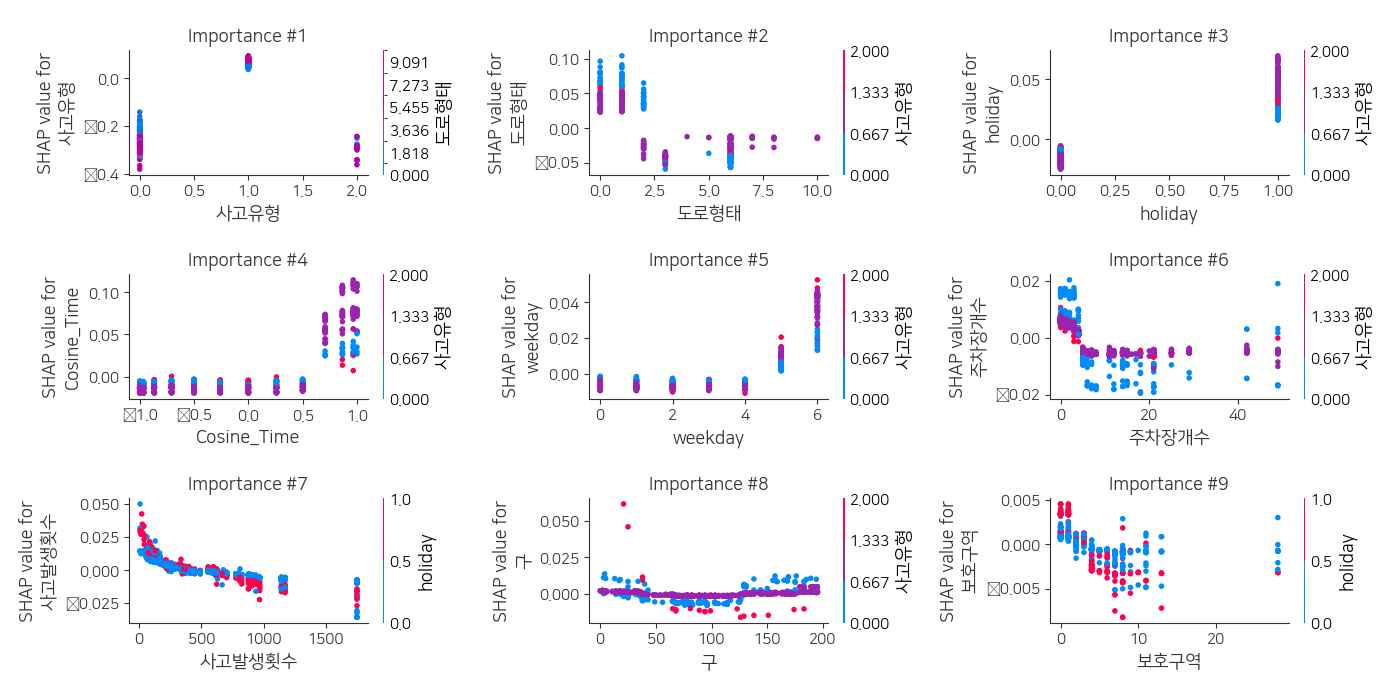 Importance #1
SHAP value for
사고유형
0.0
☒0.2
☒0.4
0.0
0.5
1.0
1.5
2.0
사고유형
9.091
7.273
5.455
3.636
1.818
0.000
도로형태
Importance #2
SHAP value for
도로형태
0.10
0.05
0.00
☒0.05
0.0
2.5
5.0
7.5
10.0
도로형태
2.000
1.333
0.667
0.000
사고유형
Importance #3
SHAP value for
holiday
0.05
0.00
0.00
0.25
0.50
0.75
1.00
holiday
2.000
1.333
0.667
0.000
사고유형
Importance #4
SHAP value for
Cosine_Time
0.10
0.05
0.00
☒1.0
☒0.5
0.0
0.5
1.0
Cosine_Time
2.000
1.333
0.667
0.000
사고유형
Importance #5
SHAP value for
weekday
0.04
0.02
0.00
0
2
4
6
weekday
2.000
1.333
0.667
0.000
사고유형
Importance #6
SHAP value for
주차장개수
0.02
0.00
☒0.02
0
20
40
주차장개수
2.000
1.333
0.667
0.000
사고유형
Importance #7
SHAP value for
사고발생횟수
0.050
0.025
0.000
☒0.025
0
500
1000
1500
사고발생횟수
1.0
0.5
0.0
holiday
Importance #8
SHAP value for
구
0.050
0.025
0.000
0
50
100
150
200
구
2.000
1.333
0.667
0.000
사고유형
Importance #9
SHAP value for
보호구역
0.005
0.000
☒0.005
0
10
20
보호구역
1.0
0.5
0.0
holiday